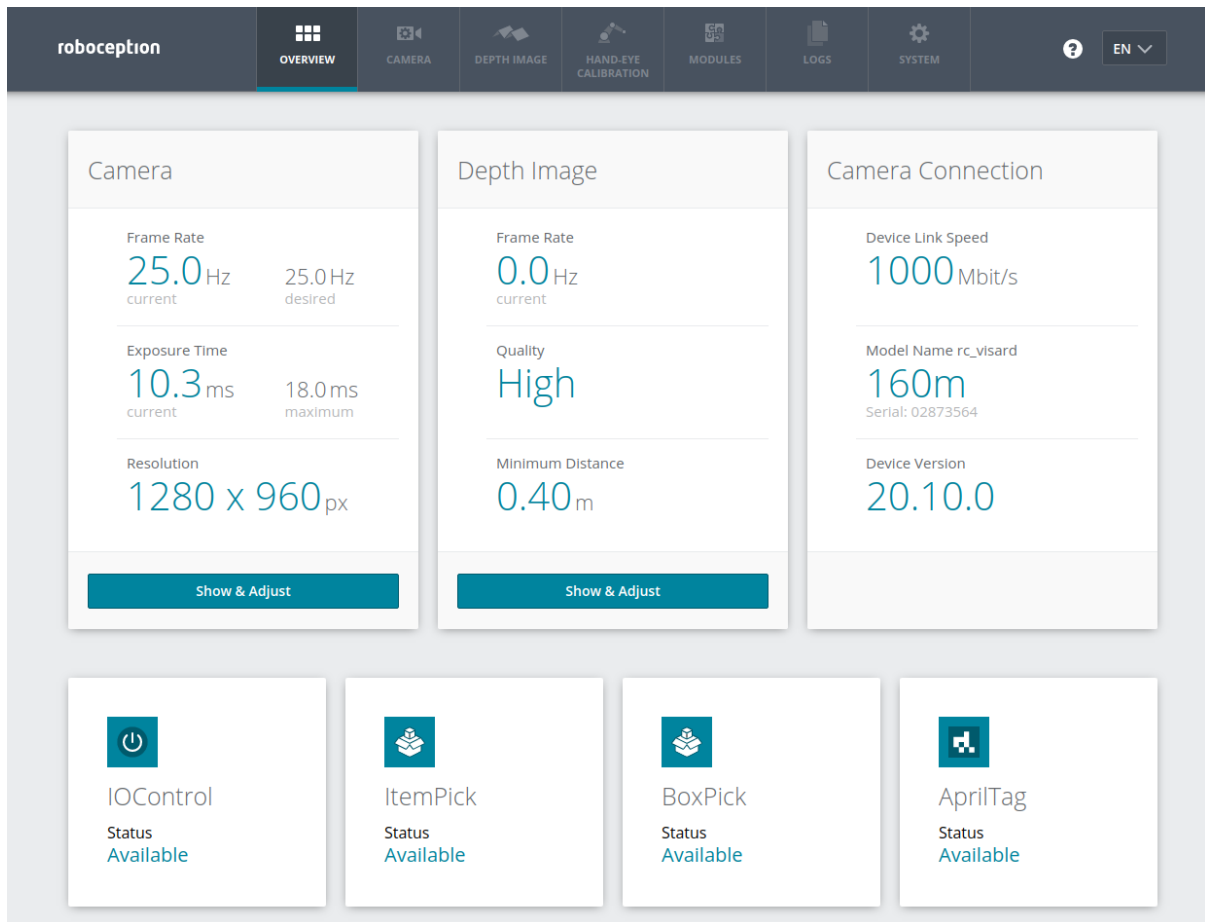 roboception
OVERVIEW
CAMERA
DEPTH IMAGE
HAND-EYE
CALIBRATION
MODULES
LOGS
SYSTEM
?
EN
Camera
Frame Rate
25.0 Hz
25.0 Hz
current
desired
Exposure Time
10.3 ms
18.0 ms
current
maximum
Resolution
1280 x 960 px
Show & Adjust
Depth Image
Frame Rate
0.0 Hz
current
Quality
High
Minimum Distance
0.40 m
Show & Adjust
Camera Connection
Device Link Speed
1000 Mbit/s
Model Name rc_visard
160m
Serial: 02873564
Device Version
20.10.0
IOControl
Status
Available
ItemPick
Status
Available
BoxPick
Status
Available
AprilTag
Status
Available